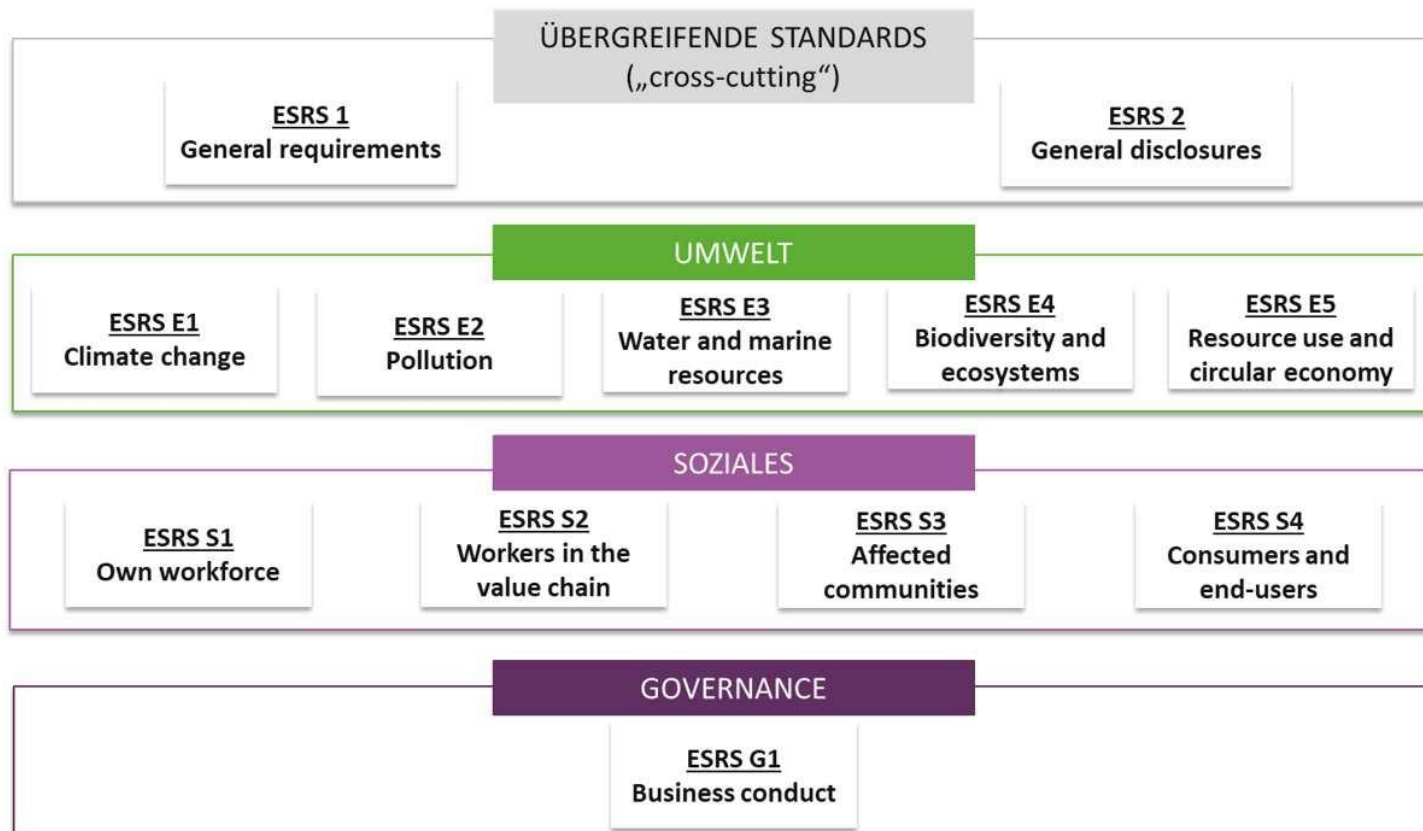 ÜBERGREIFENDE STANDARDS
(„cross-cutting“)
ESRS 1
General requirements
ESRS 2
General disclosures
UMWELT
ESRS E1
Climate change
ESRS E2
Pollution
ESRS E3
Water and marine
resources
ESRS E4
Biodiversity and
ecosystems
ESRS E5
Resource use and
circular economy
SOZIALES
ESRS S1
Own workforce
ESRS S2
Workers in the
value chain
ESRS S3
Affected
communities
ESRS S4
Consumers and
end-users
GOVERNANCE
ESRS G1
Business conduct